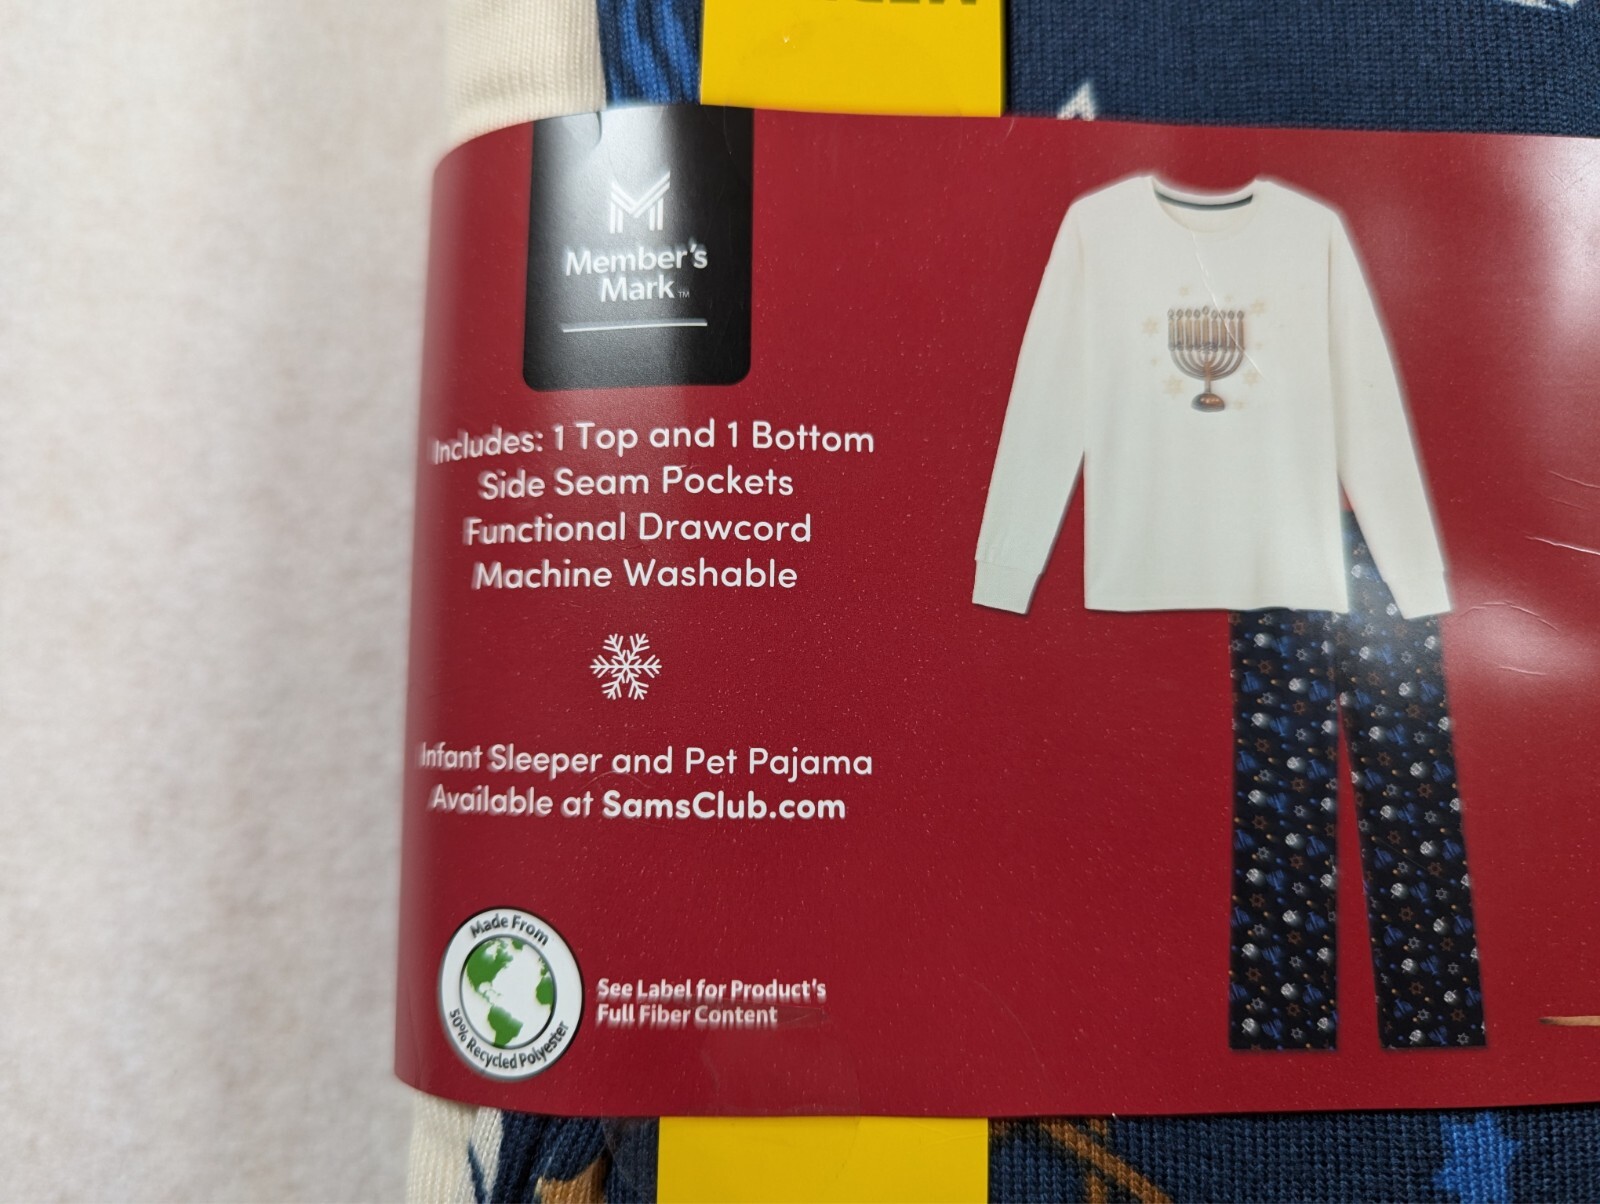 Member's
Mark™
Includes: 1 Top and 1 Bottom
Side Seam Pockets
Functional Drawcord
Machine Washable
Infant Sleeper and Pet Pajama
Available at SamsClub.com
Made From
50% Recycled Polyester
See Label for Product's
Full Fiber Content